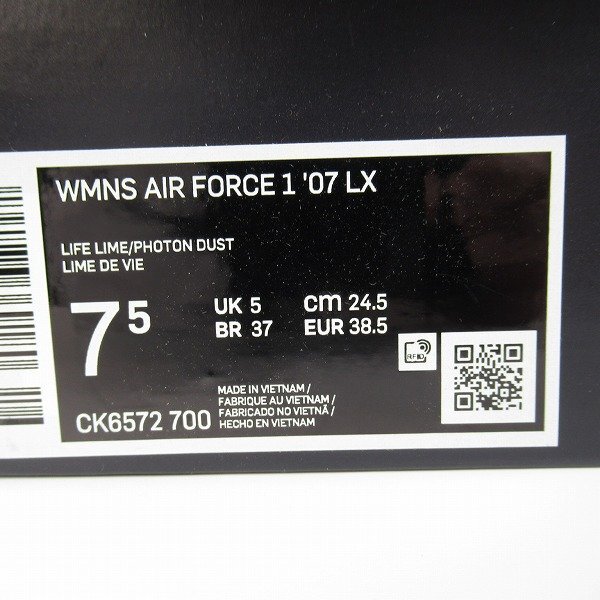 WMNS AIR FORCE 1 '07 LX
LIFE LIME/PHOTON DUST
LIME DE VIE
7 5
UK 5 CM 24.5
BR 37 EUR 38.5
RFID
MADE IN VIETNAM /
FABRIQUE AU VIETNAM /
FABRICADO NO VIETNÃ /
HECHO EN VIETNAM
CK6572 700